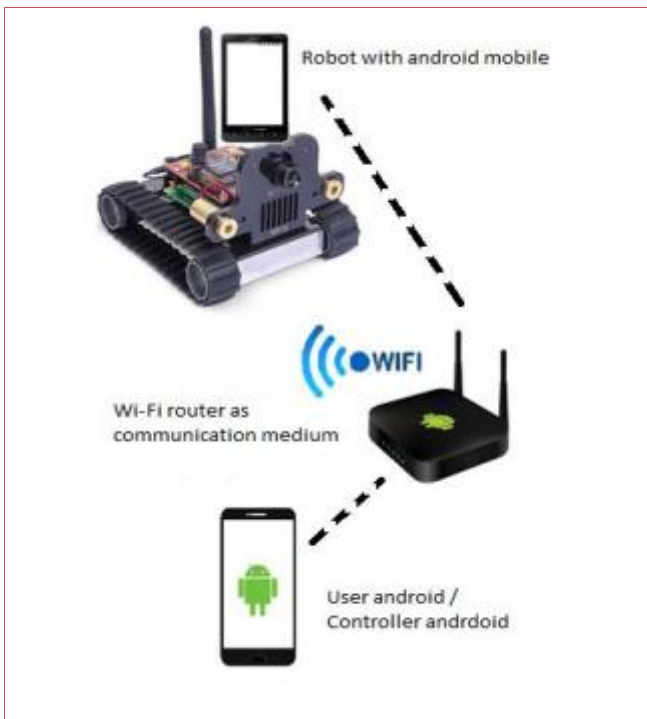 Robot with android mobile
WIFI
Wi-Fi router as
communication medium
User android /
Controller andrdoid